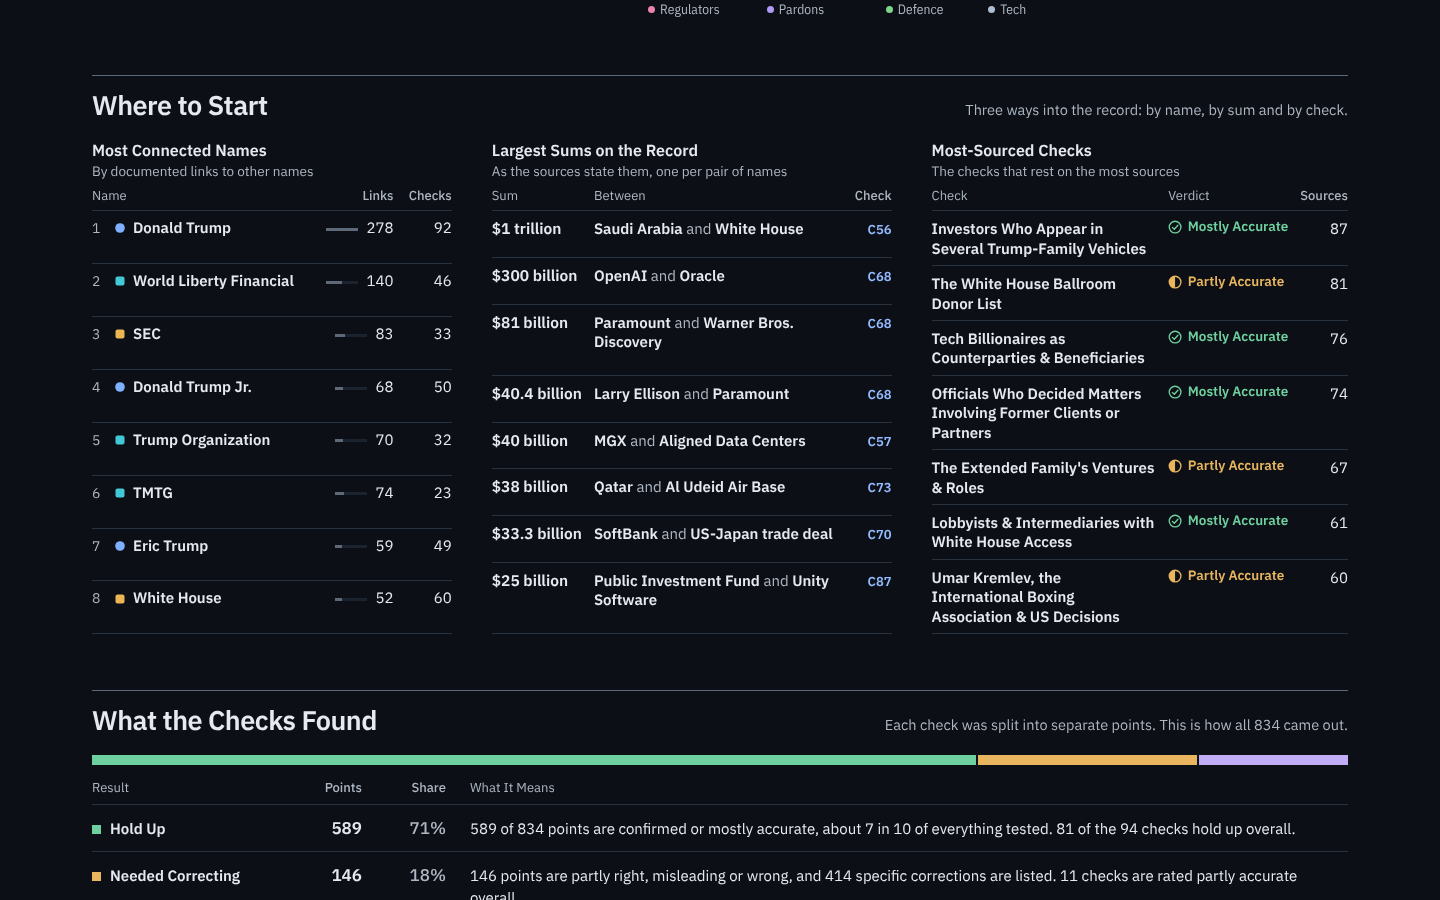 Regulators Pardons Defence Tech
Where to Start
Three ways into the record: by name, by sum and by check.
Most Connected Names
By documented links to other names
Name Links Checks
1 Donald Trump 278 92
2 World Liberty Financial 140 46
3 SEC 83 33
4 Donald Trump Jr. 68 50
5 Trump Organization 70 32
6 TMTG 74 23
7 Eric Trump 59 49
8 White House 52 60
Largest Sums on the Record
As the sources state them, one per pair of names
Sum Between Check
$1 trillion Saudi Arabia and White House C56
$300 billion OpenAI and Oracle C68
$81 billion Paramount and Warner Bros. C68
Discovery
$40.4 billion Larry Ellison and Paramount C68
$40 billion MGX and Aligned Data Centers C57
$38 billion Qatar and Al Udeid Air Base C73
$33.3 billion SoftBank and US-Japan trade deal C70
$25 billion Public Investment Fund and Unity C87
Software
Most-Sourced Checks
The checks that rest on the most sources
Check Verdict Sources
Investors Who Appear in Mostly Accurate 87
Several Trump-Family Vehicles
The White House Ballroom Partly Accurate 81
Donor List
Tech Billionaires as Mostly Accurate 76
Counterparties & Beneficiaries
Officials Who Decided Matters Mostly Accurate 74
Involving Former Clients or
Partners
The Extended Family's Ventures Partly Accurate 67
& Roles
Lobbyists & Intermediaries with Mostly Accurate 61
White House Access
Umar Kremlev, the Partly Accurate 60
International Boxing
Association & US Decisions
What the Checks Found
Each check was split into separate points. This is how all 834 came out.
Result Points Share What It Means
Hold Up 589 71% 589 of 834 points are confirmed or mostly accurate, about 7 in 10 of everything tested. 81 of the 94 checks hold up overall.
Needed Correcting 146 18% 146 points are partly right, misleading or wrong, and 414 specific corrections are listed. 11 checks are rated partly accurate
overall.